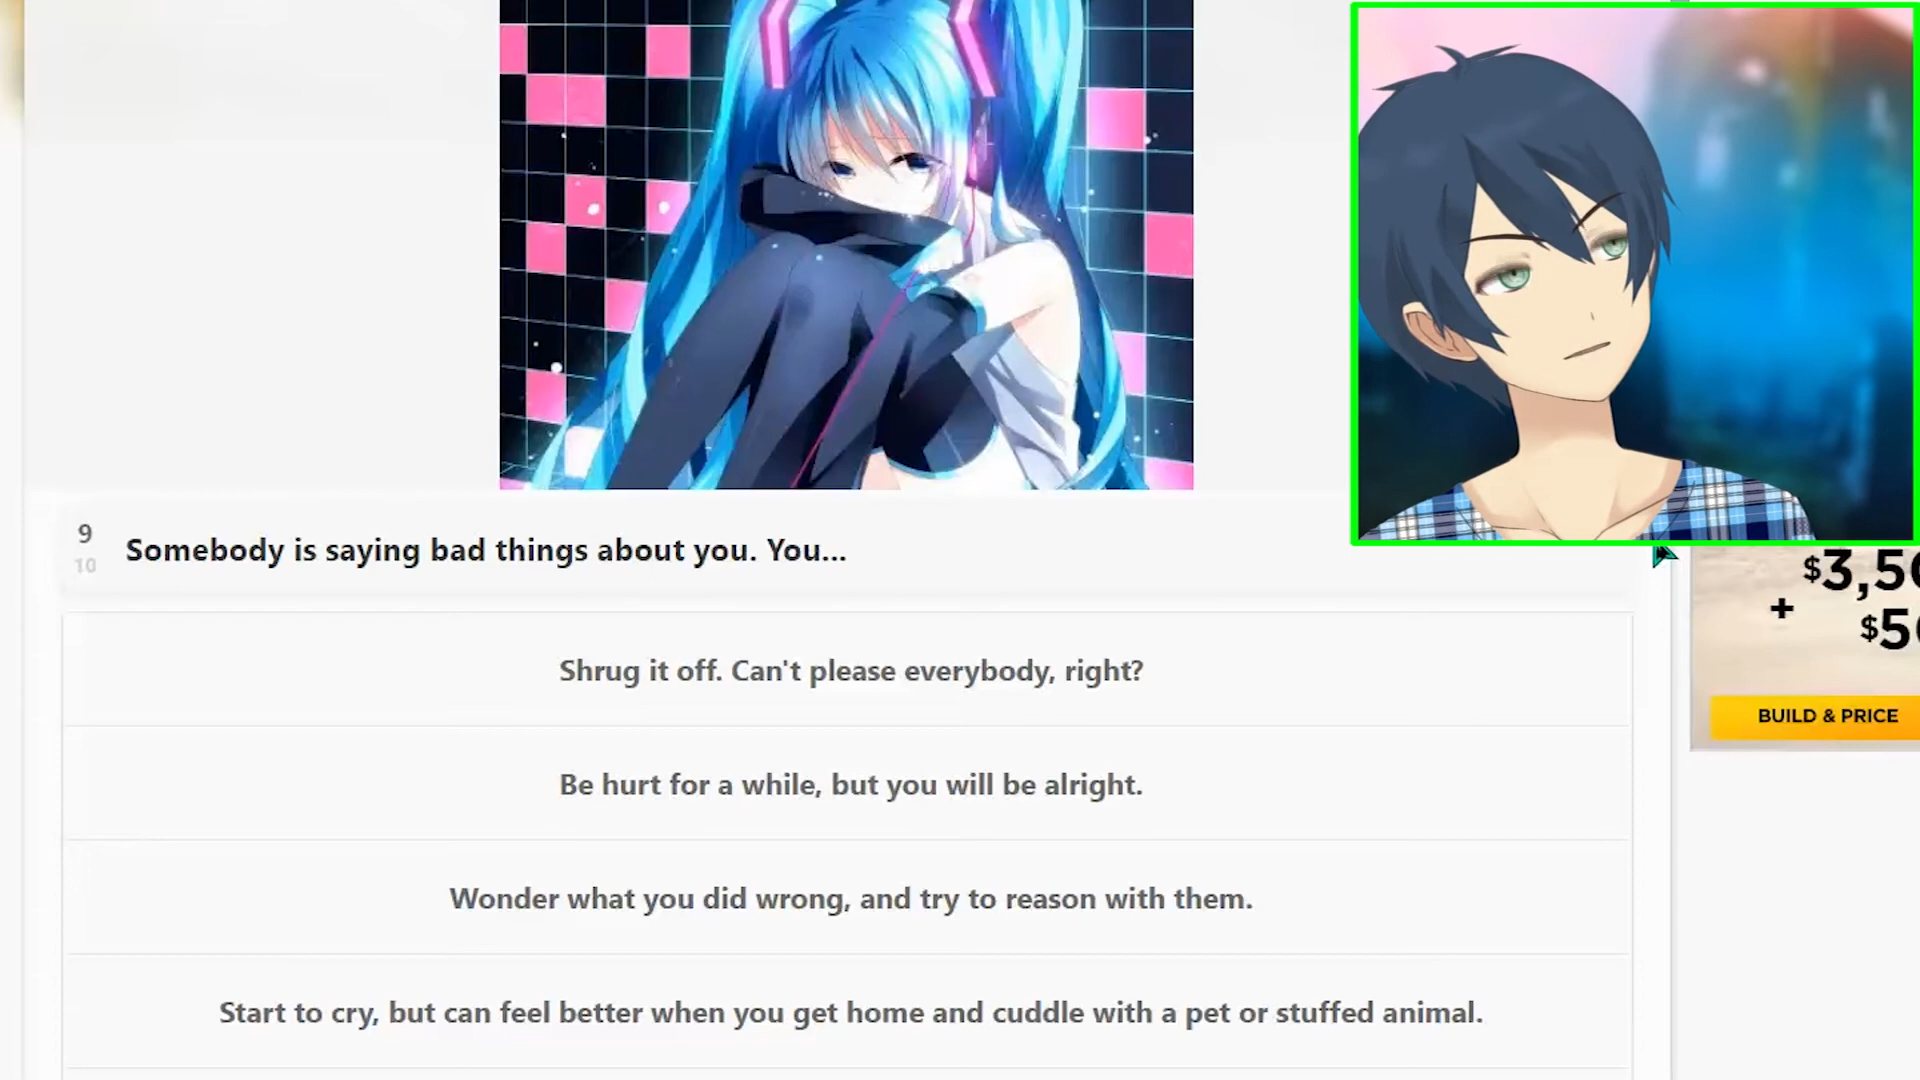 9
10
Somebody is saying bad things about you. You...
Shrug it off. Can't please everybody, right?
Be hurt for a while, but you will be alright.
Wonder what you did wrong, and try to reason with them.
Start to cry, but can feel better when you get home and cuddle with a pet or stuffed animal.
$3,50
+
$50
BUILD & PRICE